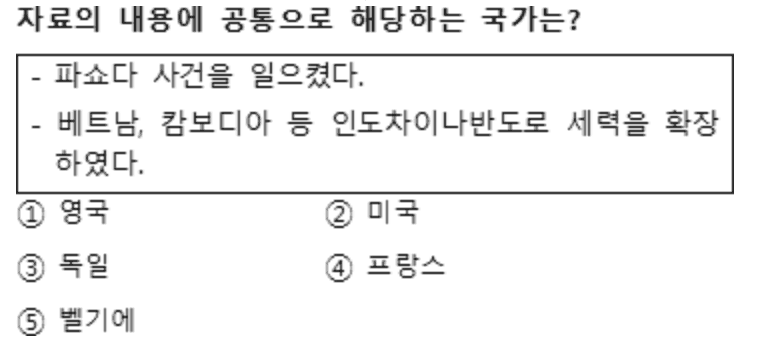 자료의 내용에 공통으로 해당하는 국가는?
- 파쇼다 사건을 일으켰다.
- 베트남, 캄보디아 등 인도차이나반도로 세력을 확장
하였다.
① 영국 ② 미국
③ 독일 ④ 프랑스
⑤ 벨기에